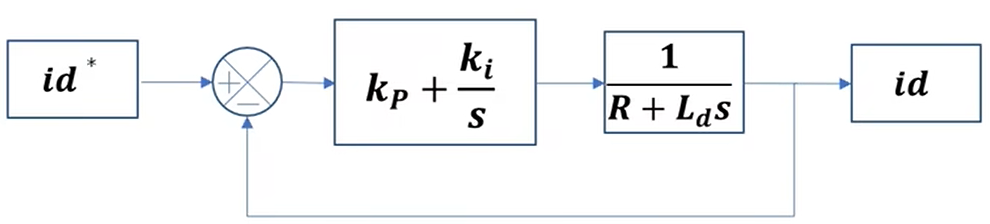 id *
+
−
kP + ki/s
1/(R + Lds)
id